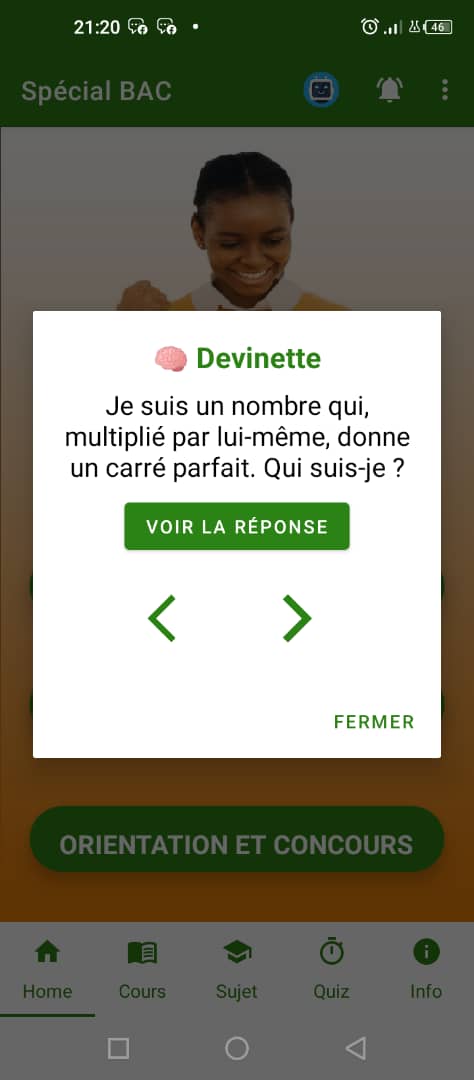 21:20
46
Spécial BAC
Devinette
Je suis un nombre qui,
multiplié par lui-même, donne
un carré parfait. Qui suis-je ?
VOIR LA RÉPONSE
FERMER
ORIENTATION ET CONCOURS
Home Cours Sujet Quiz Info